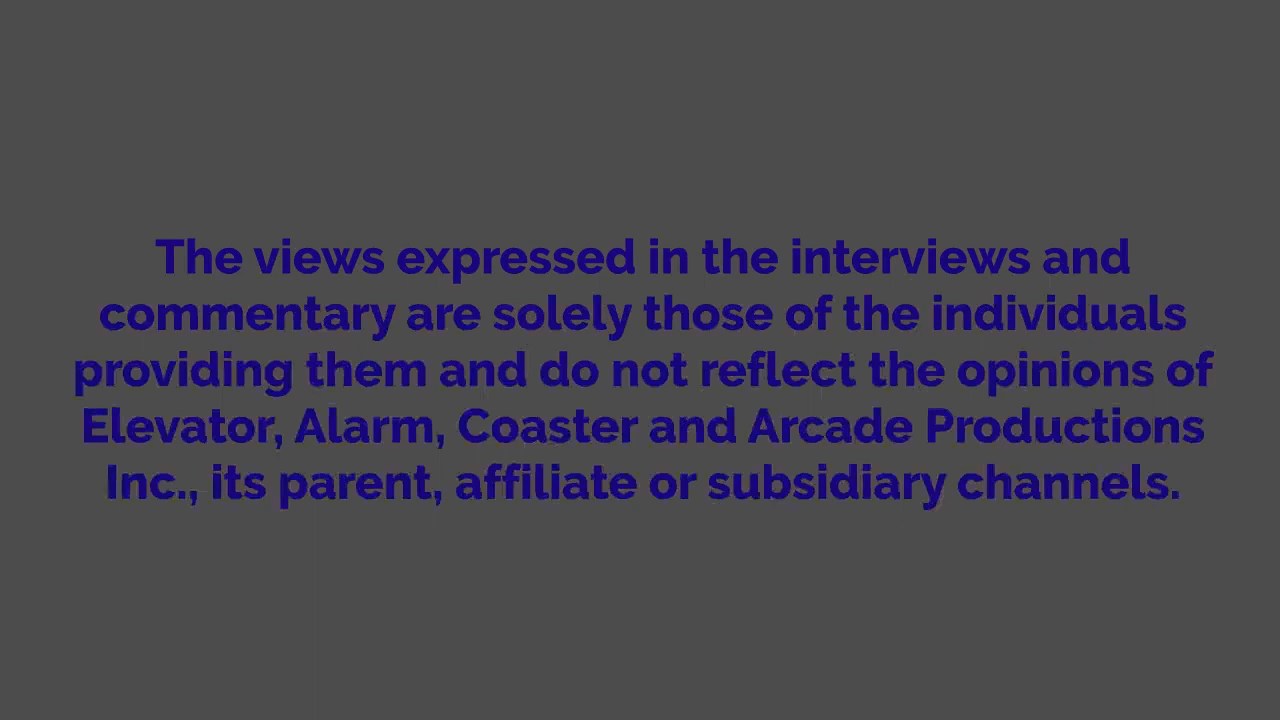 The views expressed in the interviews and
commentary are solely those of the individuals
providing them and do not reflect the opinions of
Elevator, Alarm, Coaster and Arcade Productions
Inc., its parent, affiliate or subsidiary channels.